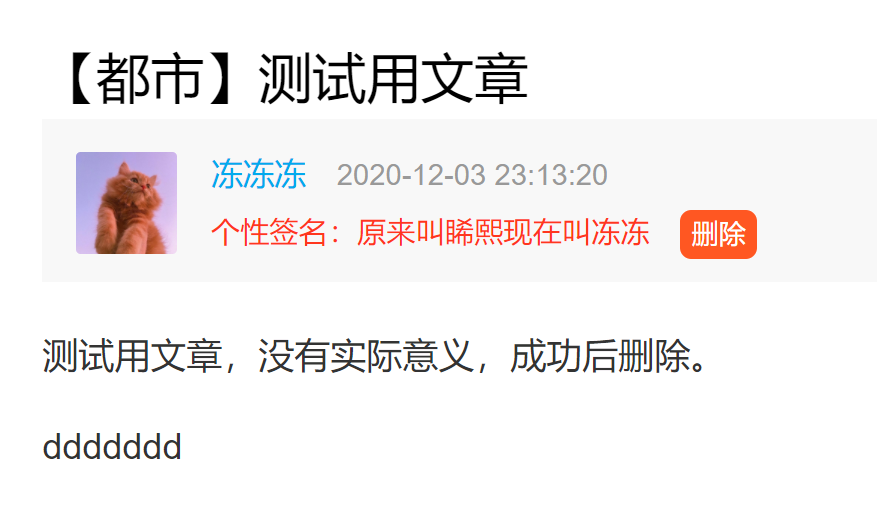 【都市】测试用文章
冻冻冻 2020-12-03 23:13:20
个性签名：原来叫睎熙现在叫冻冻 删除
测试用文章，没有实际意义，成功后删除。
ddddddd